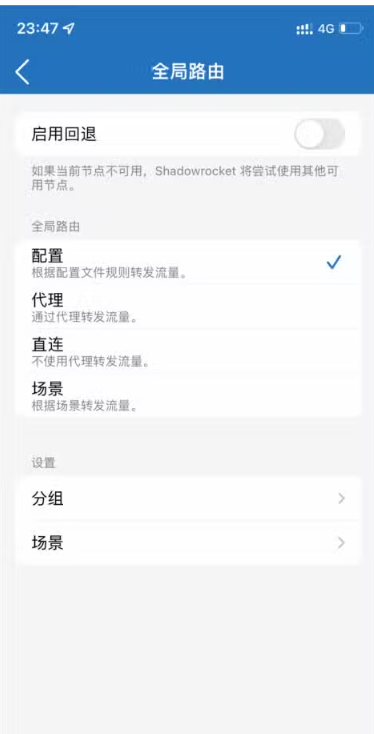 23:47 4G
全局路由
启用回退
如果当前节点不可用，Shadowrocket 将尝试使用其他可
用节点。
全局路由
配置
根据配置文件规则转发流量。
代理
通过代理转发流量。
直连
不使用代理转发流量。
场景
根据场景转发流量。
设置
分组
场景